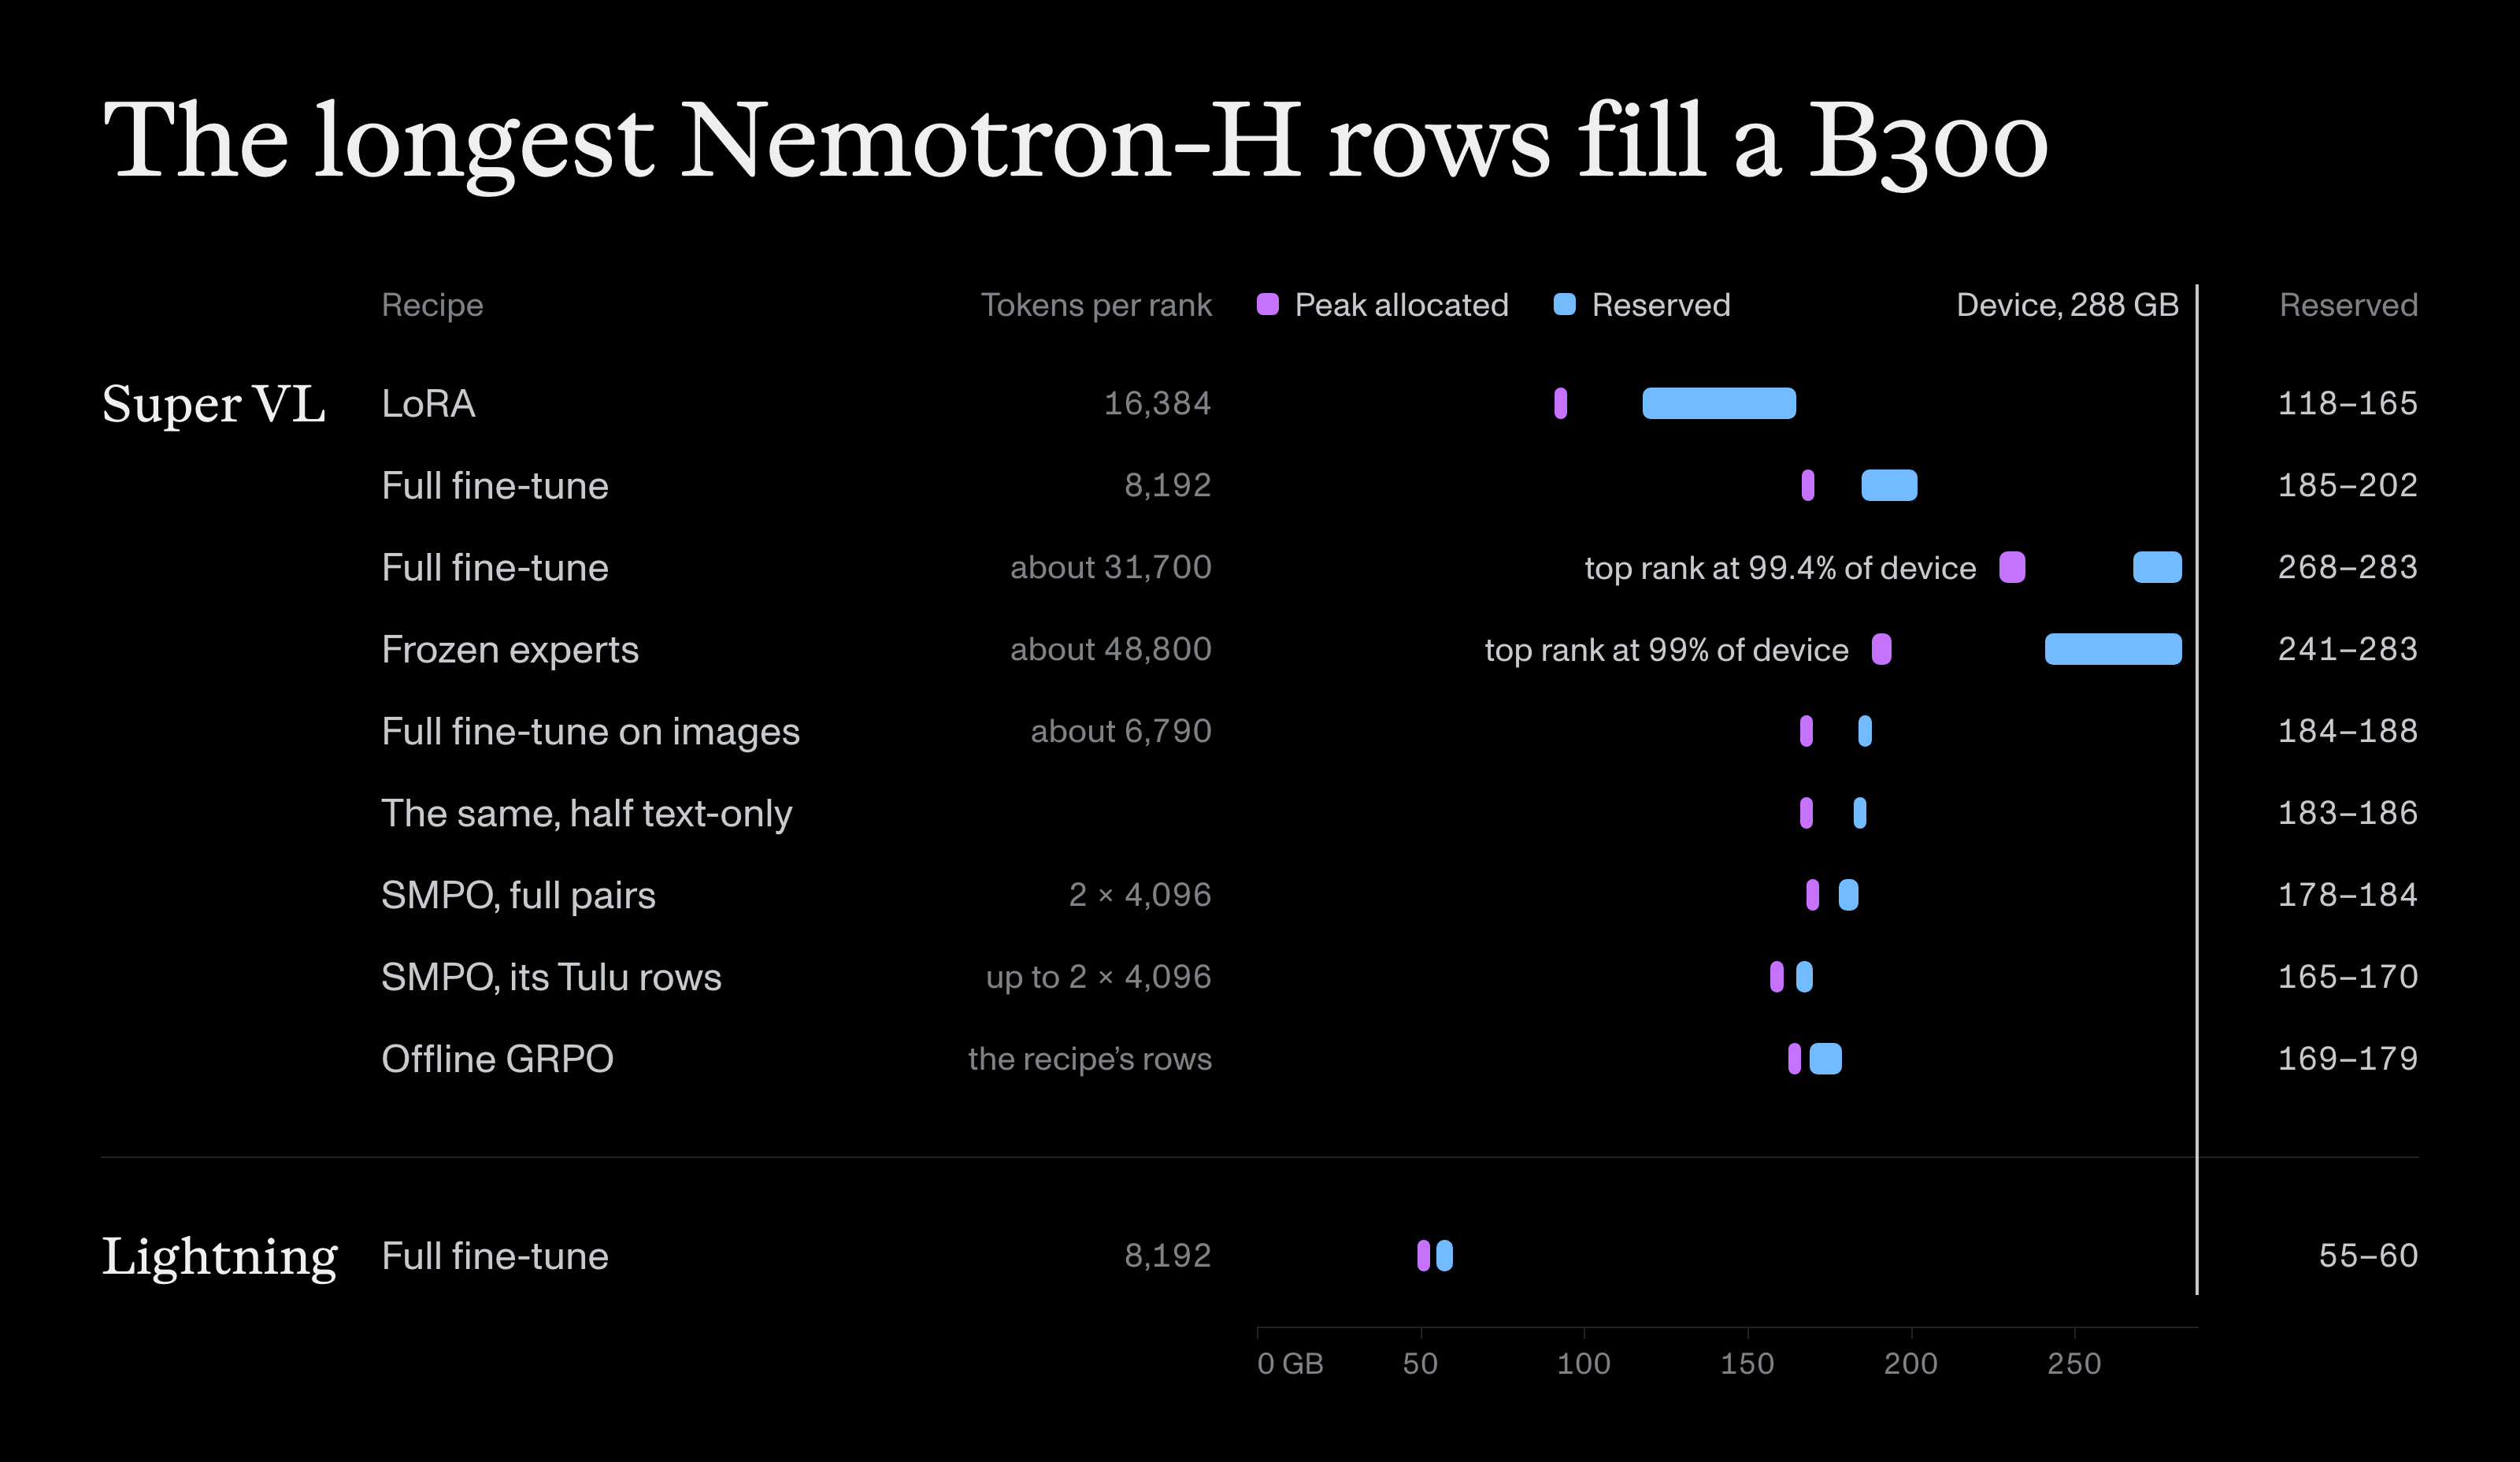 The longest Nemotron-H rows fill a B300
Recipe Tokens per rank Peak allocated Reserved Device, 288 GB Reserved
Super VL LoRA 16,384 118–165
Full fine-tune 8,192 185–202
Full fine-tune about 31,700 top rank at 99.4% of device 268–283
Frozen experts about 48,800 top rank at 99% of device 241–283
Full fine-tune on images about 6,790 184–188
The same, half text-only 183–186
SMPO, full pairs 2 × 4,096 178–184
SMPO, its Tulu rows up to 2 × 4,096 165–170
Offline GRPO the recipe’s rows 169–179
Lightning Full fine-tune 8,192 55–60
0 GB 50 100 150 200 250